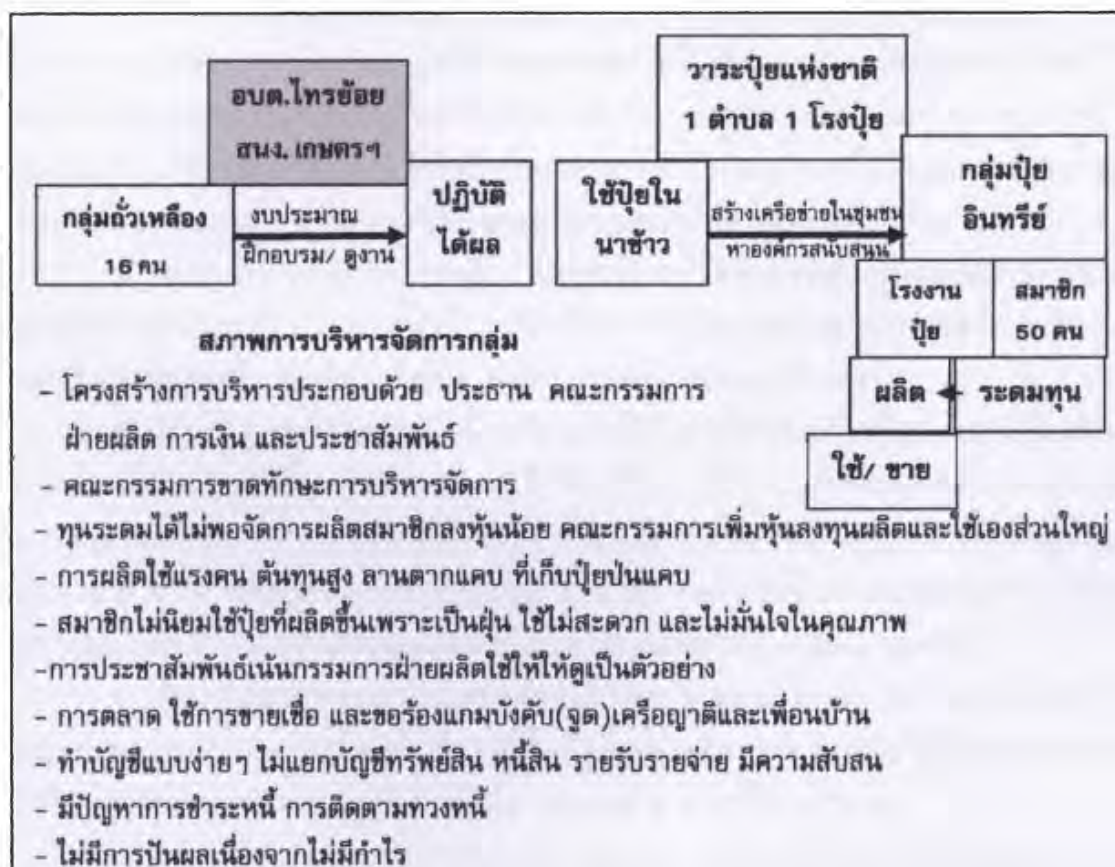 อบต.ไทรย้อย
สนง. เกษตรฯ
วาระปุ๋ยแห่งชาติ
1 ตำบล 1 โรงปุ๋ย
กลุ่มถั่วเหลือง
16 คน
งบประมาณ
ฝึกอบรม/ ดูงาน
ปฏิบัติ
ได้ผล
ใช้ปุ๋ยใน
นาข้าว
สร้างเครือข่ายในชุมชน
หาองค์กรสนับสนุน
กลุ่มปุ๋ย
อินทรีย์
โรงงาน
ปุ๋ย
สมาชิก
50 คน
ผลิต
ระดมทุน
ใช้/ ขาย
สภาพการบริหารจัดการกลุ่ม
- โครงสร้างการบริหารประกอบด้วย ประธาน คณะกรรมการ
ฝ่ายผลิต การเงิน และประชาสัมพันธ์
- คณะกรรมการขาดทักษะการบริหารจัดการ
- ทุนระดมได้ไม่พอจัดการผลิตสมาชิกลงหุ้นน้อย คณะกรรมการเพิ่มหุ้นลงทุนผลิตและใช้เองส่วนใหญ่
- การผลิตใช้แรงคน ต้นทุนสูง ลานตากแคบ ที่เก็บปุ๋ยป่นแคบ
- สมาชิกไม่นิยมใช้ปุ๋ยที่ผลิตขึ้นเพราะเป็นฝุ่น ใช้ไม่สะดวก และไม่มั่นใจในคุณภาพ
-การประชาสัมพันธ์เน้นกรรมการฝ่ายผลิตใช้ให้ให้ดูเป็นตัวอย่าง
- การตลาด ใช้การขายเชื่อ และขอร้องแกมบังคับ(จูด)เครือญาติและเพื่อนบ้าน
- ทำบัญชีแบบง่ายๆ ไม่แยกบัญชีทรัพย์สิน หนี้สิน รายรับรายจ่าย มีความสับสน
- มีปัญหาการชำระหนี้ การติดตามทวงหนี้
- ไม่มีการปันผลเนื่องจากไม่มีกำไร